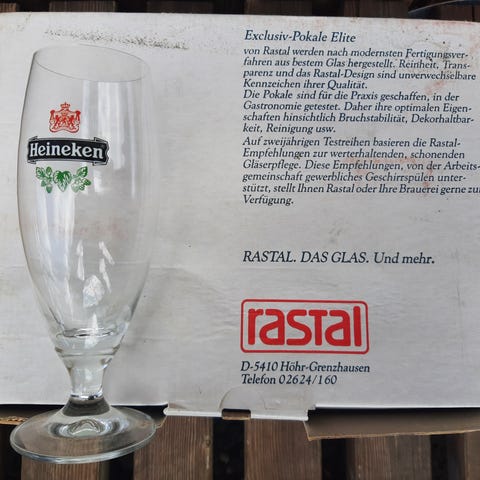 Heineken
Exclusiv-Pokale Elite
von Rastal werden nach modernsten Fertigungsver-
fahren aus bestem Glas hergestellt. Reinheit, Trans-
parenz und das Rastal-Design sind unverwechselbare
Kennzeichen ihrer Qualität.
Die Pokale sind für die Praxis geschaffen, in der
Gastronomie getestet. Daher ihre optimalen Eigen-
schaften hinsichtlich Bruchstabilität, Dekorhaltbar-
keit, Reinigung usw.
Auf zweijährigen Testreihen basieren die Rastal-
Empfehlungen zur werterhaltenden, schonenden
Gläserpflege. Diese Empfehlungen, von der Arbeits-
gemeinschaft gewerbliches Geschirrspülen unter-
stützt, stellt Ihnen Rastal oder Ihre Brauerei gerne zur
Verfügung.
RASTAL. DAS GLAS. Und mehr.
rastal
D-5410 Höhr-Grenzhausen
Telefon 02624/160